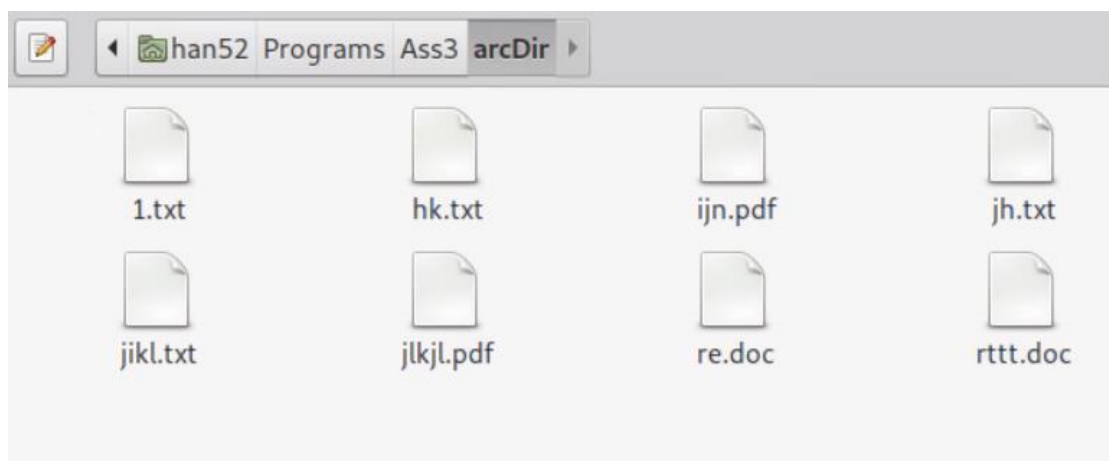 han52 Programs Ass3 arcDir
1.txt hk.txt ijn.pdf jh.txt
jikl.txt jlkjl.pdf re.doc rttt.doc